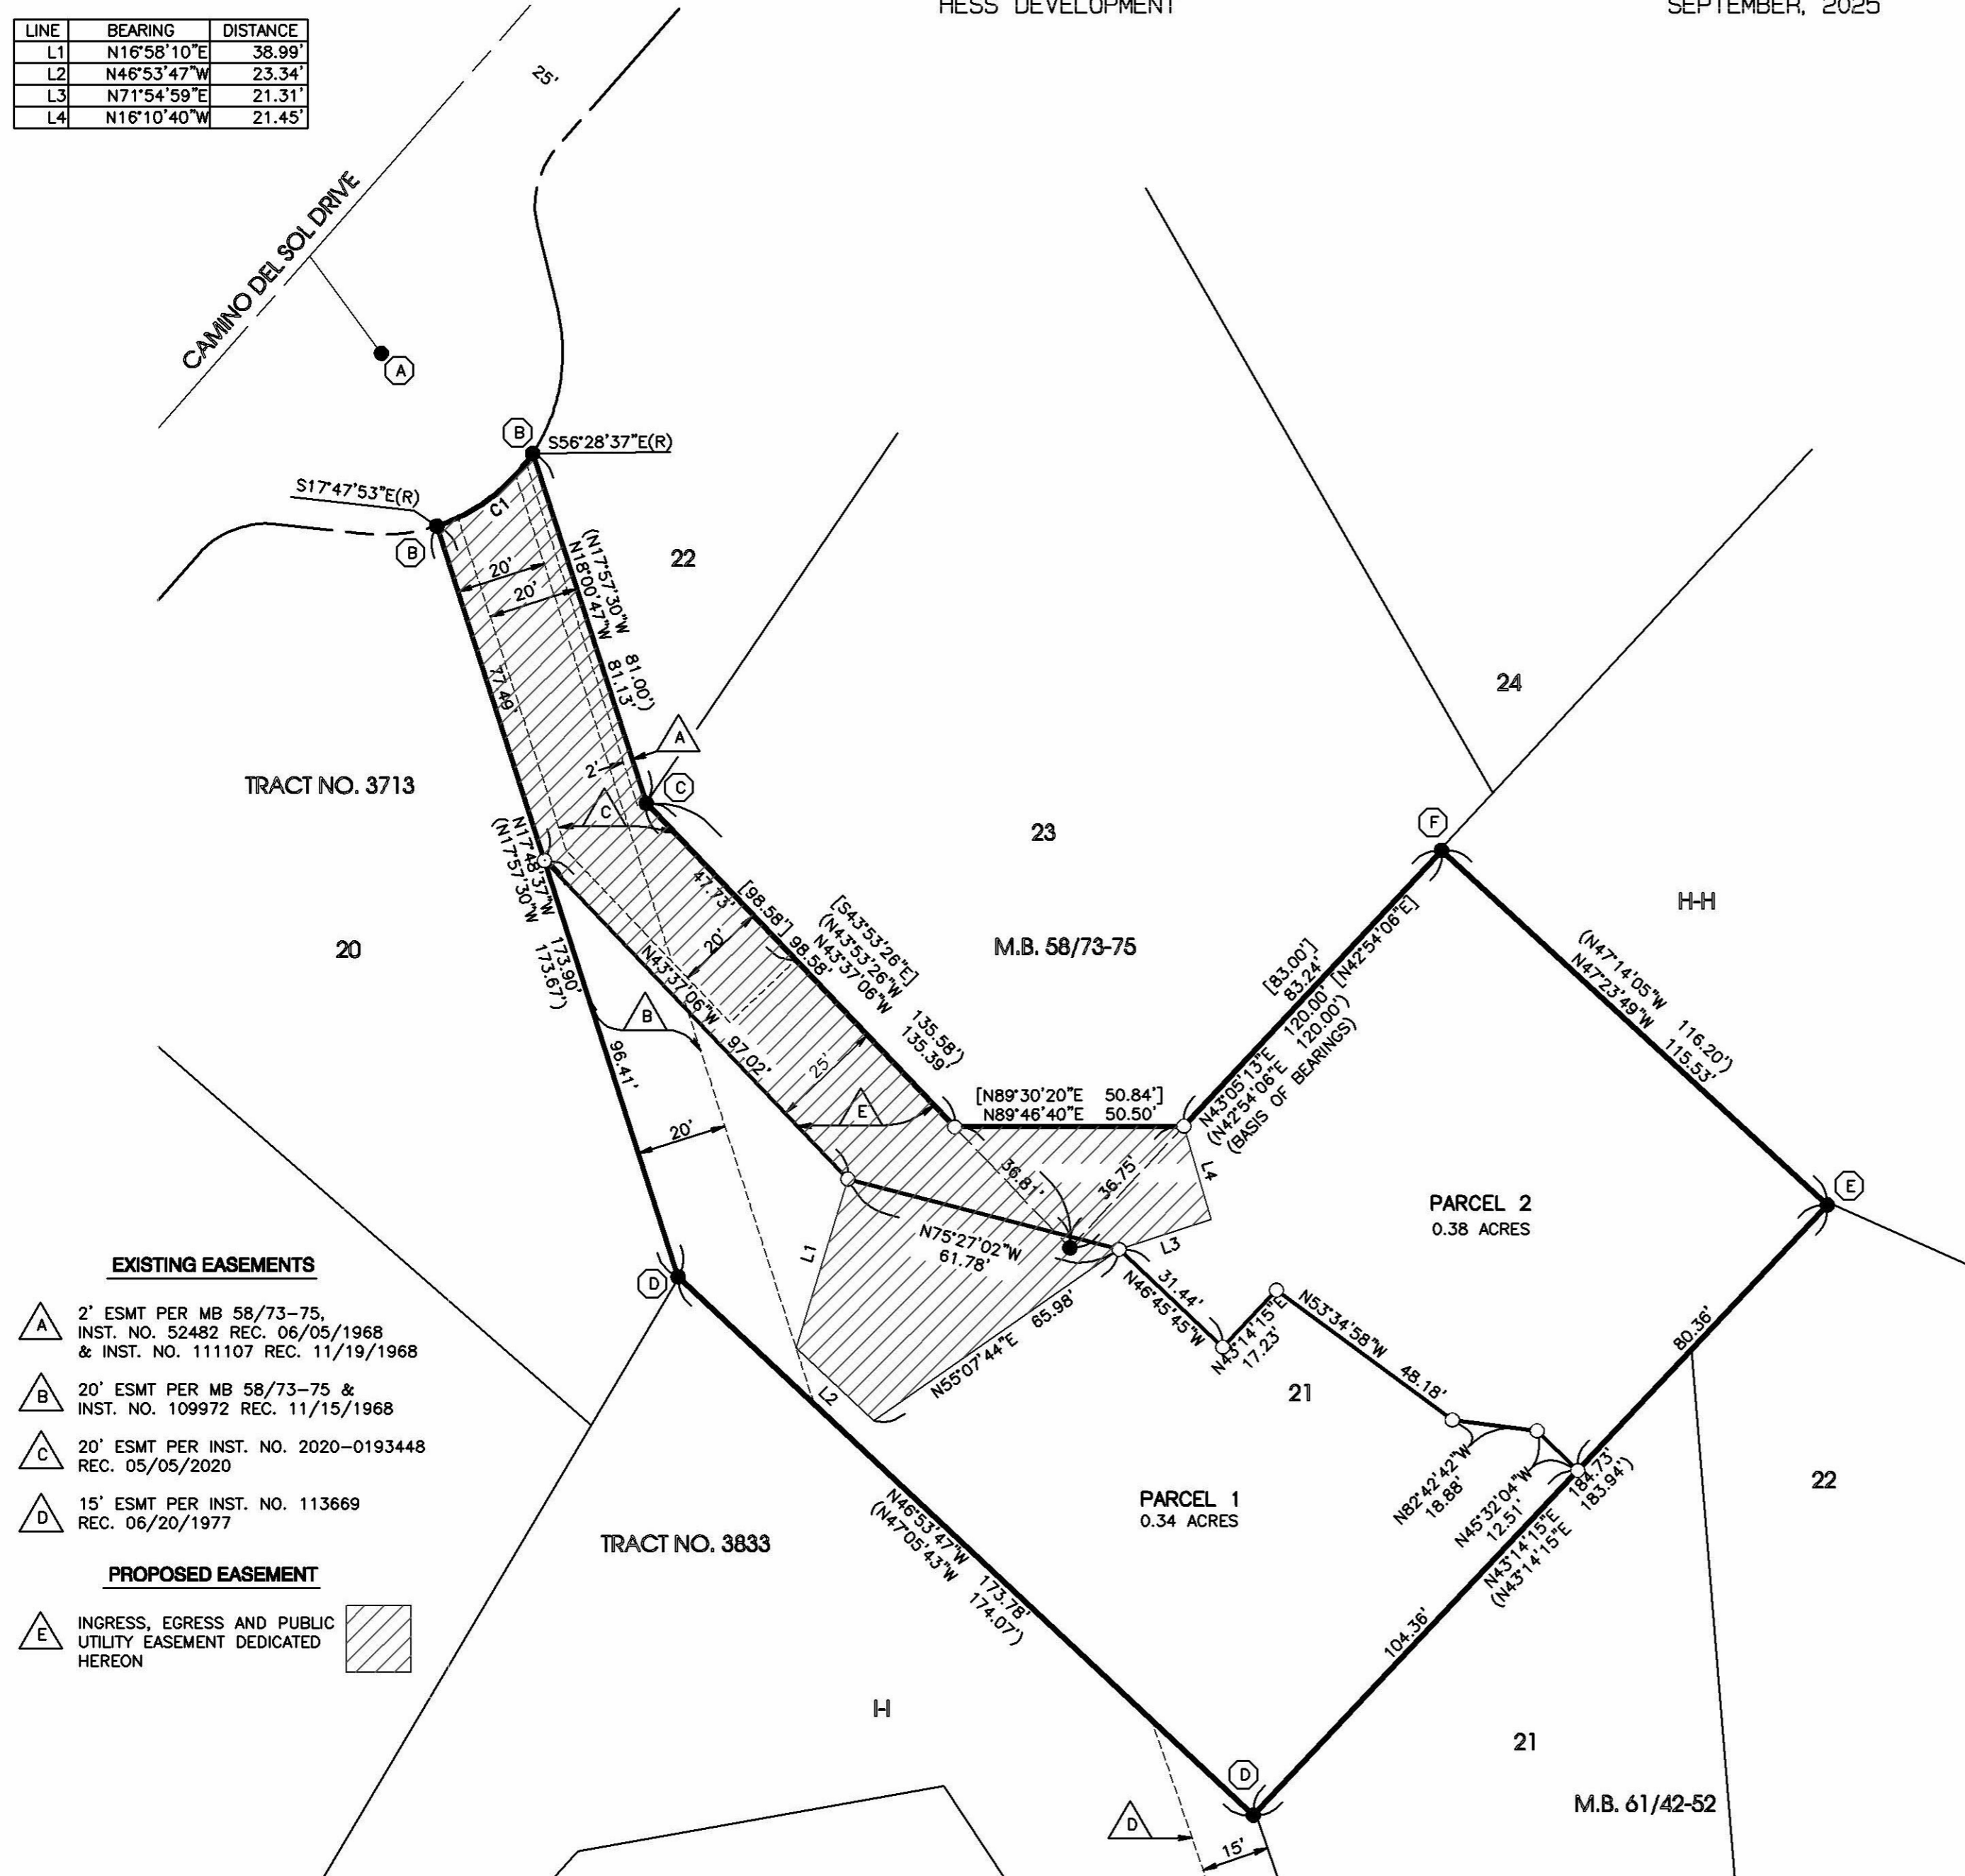 HESS DEVELOPMENT
SEPTEMBER, 2025
LINE BEARING DISTANCE
L1 N16°58'10"E 38.99'
L2 N46°53'47"W 23.34'
L3 N71°54'59"E 21.31'
L4 N16°10'40"W 21.45'
25'
CAMINO DEL SOL DRIVE
A
B
S56°28'37"E(R)
S17°47'53"E(R)
B
C1
20'
20'
22
(N17°57'30"W 81.00')
N18°00'47"W 81.13'
77.49'
A
2'
C
C
TRACT NO. 3713
24
23
F
H-H
20
M.B. 58/73-75
N17°48'37"W 173.90'
(N17°57'30"W 173.67')
47.73'
[98.58'] 98.58'
[S43°53'26"E]
(N43°53'26"W 135.58')
N43°37'06"W 135.39'
20'
N43°37'06"W 97.02'
B
25'
E
96.41'
20'
[83.00']
83.24'
[N42°54'06"E]
N43°05'13"E 120.00'
(N42°54'06"E 120.00')
(BASIS OF BEARINGS)
(N47°14'05"W 116.20')
N47°23'49"W 115.53'
[N89°30'20"E 50.84']
N89°46'40"E 50.50'
36.81'
36.75'
L4
L3
L1
L2
N75°27'02"W
61.78'
N55°07'44"E 65.98'
31.44'
N46°45'45"W
N43°14'15"E
17.23'
N53°34'58"W 48.18'
PARCEL 2
0.38 ACRES
E
80.36'
21
N82°42'42"W
18.88'
N45°32'04"W
12.51'
N43°14'15"E 184.73'
(N43°14'15"E 183.94')
104.36'
22
D
PARCEL 1
0.34 ACRES
TRACT NO. 3833
N46°53'47"W 173.78'
(N47°05'43"W 174.07')
H
D
D
15'
21
M.B. 61/42-52
EXISTING EASEMENTS
A 2' ESMT PER MB 58/73-75,
INST. NO. 52482 REC. 06/05/1968
& INST. NO. 111107 REC. 11/19/1968
B 20' ESMT PER MB 58/73-75 &
INST. NO. 109972 REC. 11/15/1968
C 20' ESMT PER INST. NO. 2020-0193448
REC. 05/05/2020
D 15' ESMT PER INST. NO. 113669
REC. 06/20/1977
PROPOSED EASEMENT
E INGRESS, EGRESS AND PUBLIC
UTILITY EASEMENT DEDICATED
HEREON